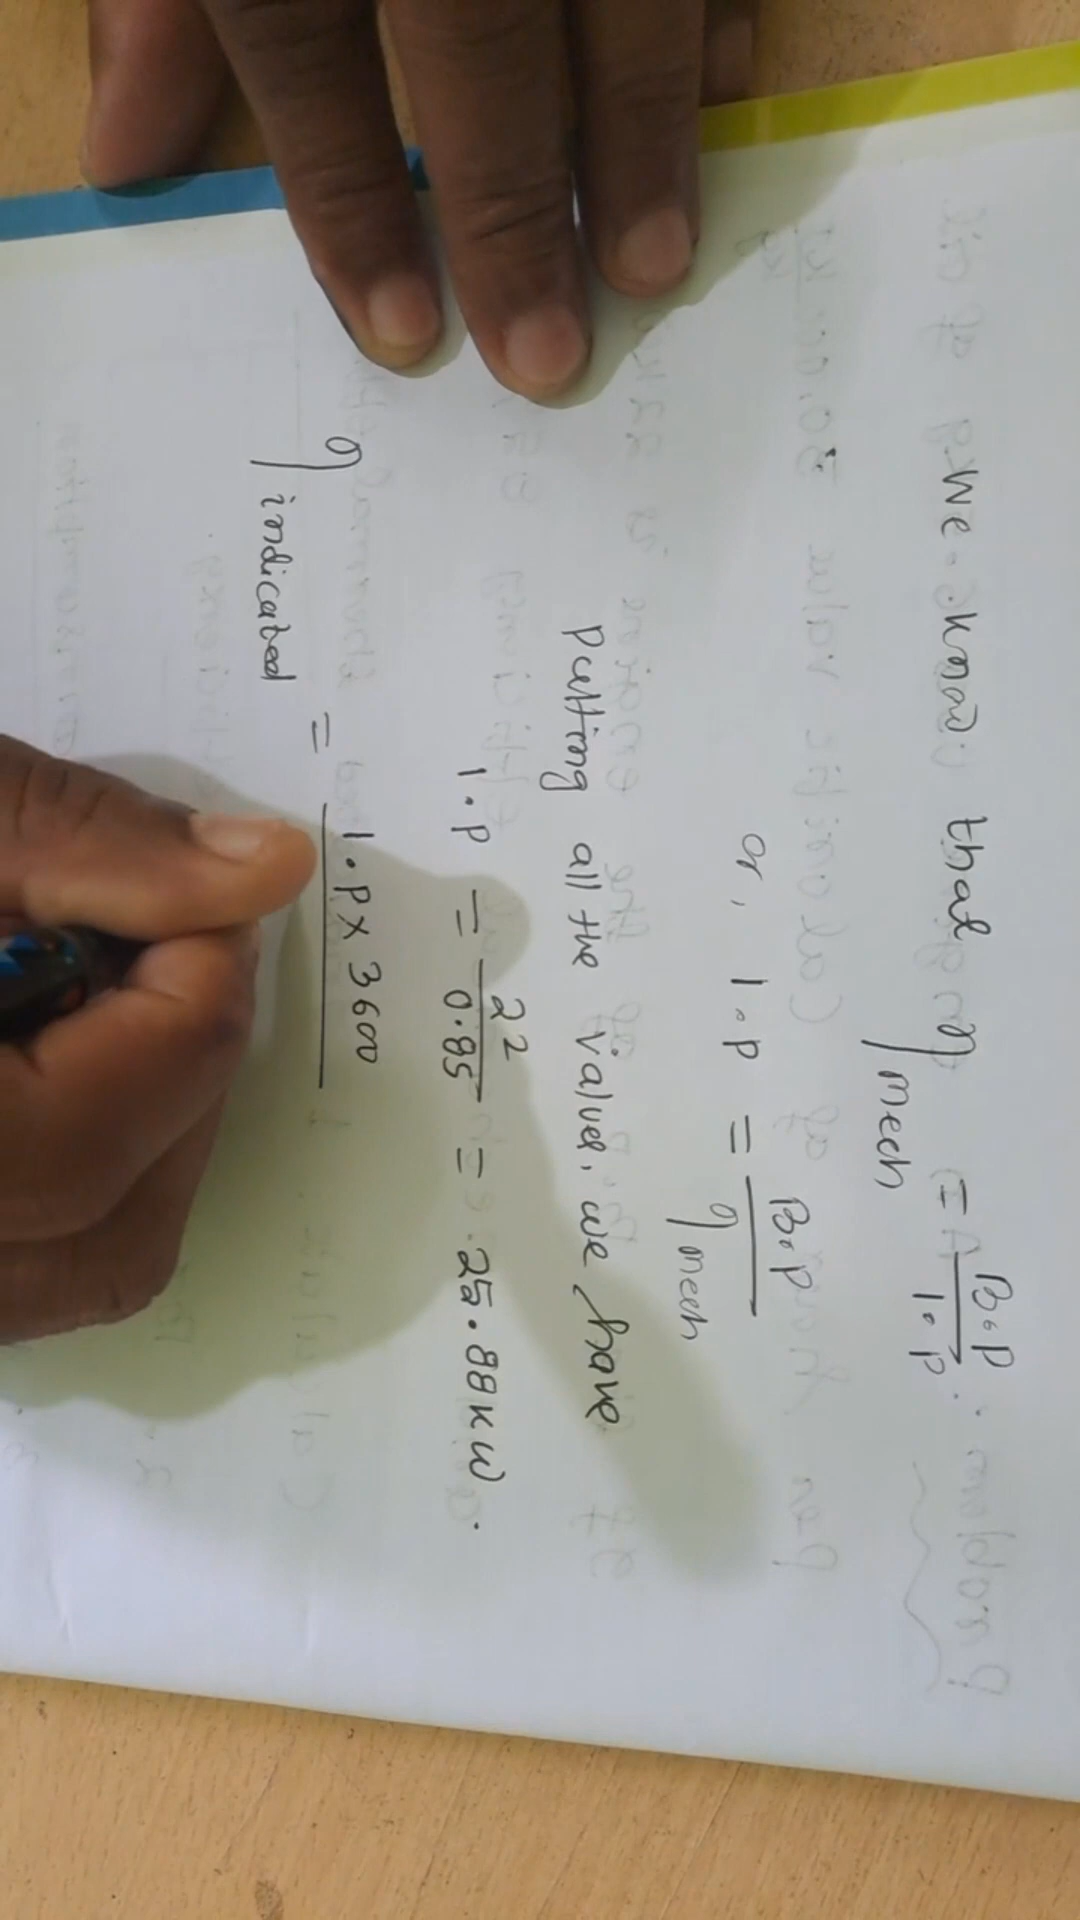 We know that η mech = B.P / I.P
or, I.P = B.P / η mech
putting all the values, we have
I.P = 22 / 0.85 = 25.88 KW.
η indicated = I.P x 3600